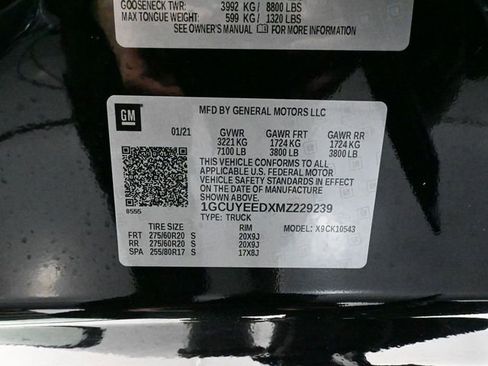 GOOSENECK TWR: 3992 KG / 8800 LBS
MAX TONGUE WEIGHT: 599 KG / 1320 LBS
SEE OWNER'S MANUAL FOR MORE INFORMATION
GM
MFD BY GENERAL MOTORS LLC
01/21 GVWR GAWR FRT GAWR RR
3221 KG 1724 KG 1724 KG
7100 LB 3800 LB 3800 LB
THIS VEHICLE CONFORMS TO ALL
APPLICABLE U.S. FEDERAL MOTOR
VEHICLE SAFETY STANDARDS IN EFFECT
ON THE DATE OF MANUFACTURE
SHOWN ABOVE.
8555
1GCUYEEDXMZ229239
TYPE: TRUCK MODEL: X9CK10543
TIRE SIZE RIM
FRT 275/60R20 S 20X9J
RR 275/60R20 S 20X9J
SPA 255/80R17 S 17X8J